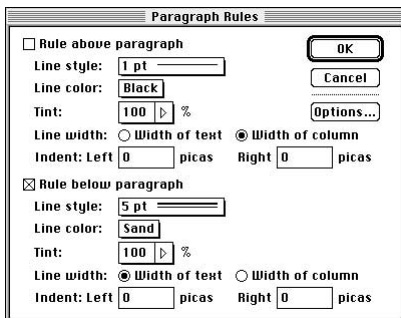 Paragraph Rules
Rule above paragraph
Line style: 1 pt
Line color: Black
Tint: 100 %
Line width: Width of text Width of column
Indent: Left 0 picas Right 0 picas
OK
Cancel
Options...
Rule below paragraph
Line style: 5 pt
Line color: Sand
Tint: 100 %
Line width: Width of text Width of column
Indent: Left 0 picas Right 0 picas